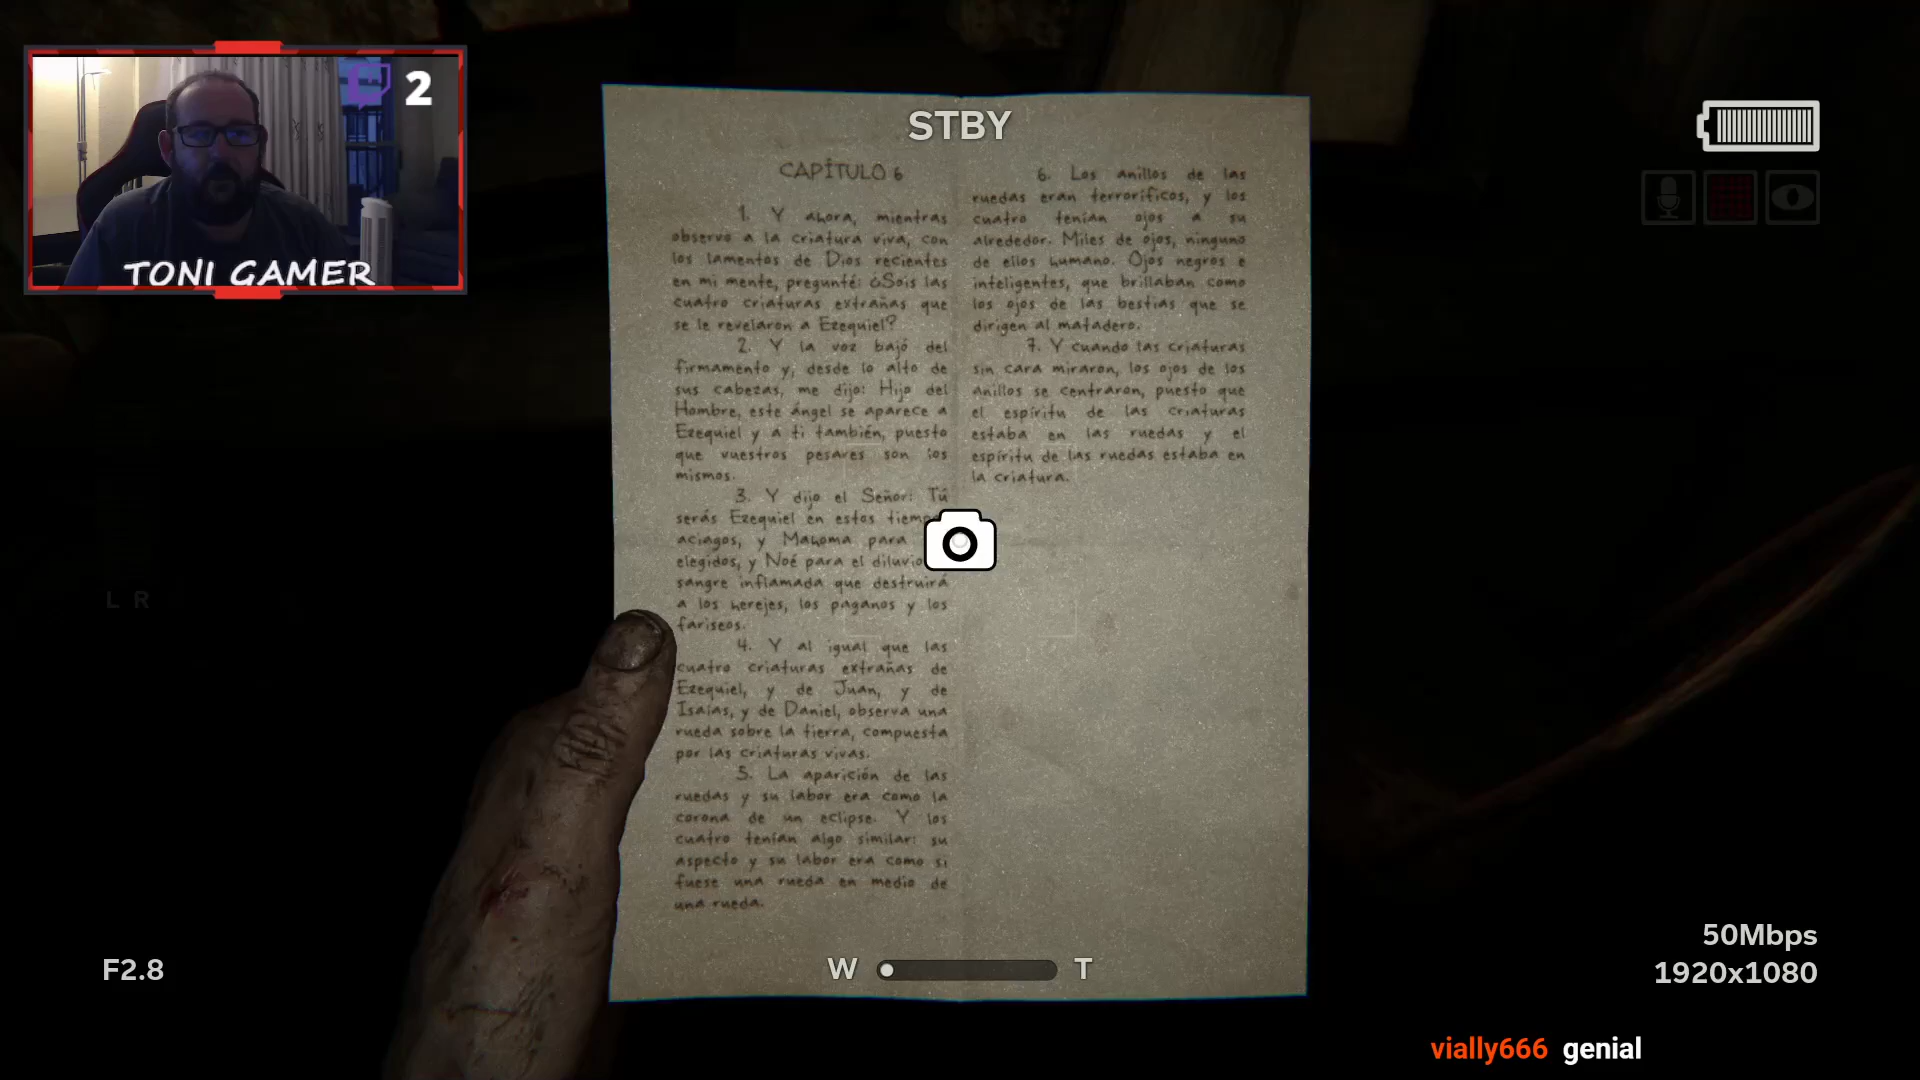 2
TONI GAMER
STBY
CAPÍTULO 6
1. Y ahora, mientras
observo a la criatura viva, con
los lamentos de Dios recientes
en mi mente, pregunté: ¿Sois las
cuatro criaturas extrañas que
se le revelaron a Ezequiel?
2. Y la voz bajó del
firmamento y, desde lo alto de
sus cabezas, me dijo: Hijo del
Hombre, este ángel se aparece a
Ezequiel y a ti también, puesto
que vuestros pesares son los
mismos.
3. Y dijo el Señor: Tú
serás Ezequiel en estos
aciagos, y Mahoma para
elegidos, y Noé para el
sangre inflamada que destruirá
a los herejes, los paganos y los
fariseos.
4. Y al igual que las
cuatro criaturas extrañas de
Ezequiel, y de Juan, y de
Isaías, y de Daniel, observa una
rueda sobre la tierra, compuesta
por las criaturas vivas.
5. La aparición de las
ruedas y su labor era como la
corona de un eclipse. Y los
cuatro tenían algo similar: su
aspecto y su labor era como si
fuese una rueda en medio de
una rueda.
6. Los anillos de las
ruedas eran terroríficos, y los
cuatro tenían ojos a su
alrededor. Miles de ojos, ninguno
de ellos humano. Ojos negros e
inteligentes, que brillaban como
los ojos de las bestias que se
dirigen al matadero.
7. Y cuando las criaturas
sin cara miraron, los ojos de los
anillos se centraron, puesto que
el espíritu de las criaturas
estaba en las ruedas y el
espíritu de las ruedas estaba en
la criatura.
L R
F2.8
W T
50Mbps
1920x1080
vially666 genial